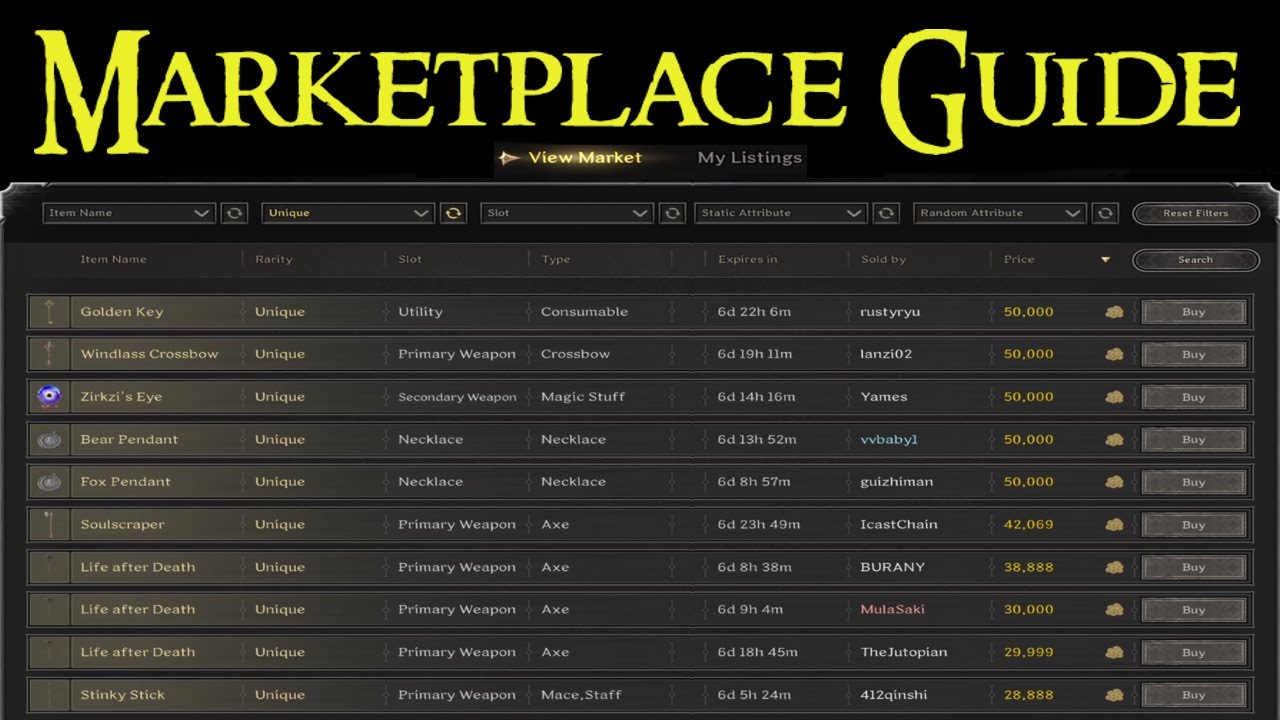 Marketplace Guide
View Market My Listings
Item Name Unique Slot Static Attribute Random Attribute Reset Filters
Item Name Rarity Slot Type Expires in Sold by Price Search
Golden Key Unique Utility Consumable 6d 22h 6m rustyryu 50,000 Buy
Windlass Crossbow Unique Primary Weapon Crossbow 6d 19h 11m lanzi02 50,000 Buy
Zirkzi's Eye Unique Secondary Weapon Magic Stuff 6d 14h 16m Yames 50,000 Buy
Bear Pendant Unique Necklace Necklace 6d 13h 52m vvbaby1 50,000 Buy
Fox Pendant Unique Necklace Necklace 6d 8h 57m guizhiman 50,000 Buy
Soulscraper Unique Primary Weapon Axe 6d 23h 49m IcastChain 42,069 Buy
Life after Death Unique Primary Weapon Axe 6d 8h 38m BURANY 38,888 Buy
Life after Death Unique Primary Weapon Axe 6d 9h 4m MulaSaki 30,000 Buy
Life after Death Unique Primary Weapon Axe 6d 18h 45m TheJutopian 29,999 Buy
Stinky Stick Unique Primary Weapon Mace,Staff 6d 5h 24m 412qinshi 28,888 Buy